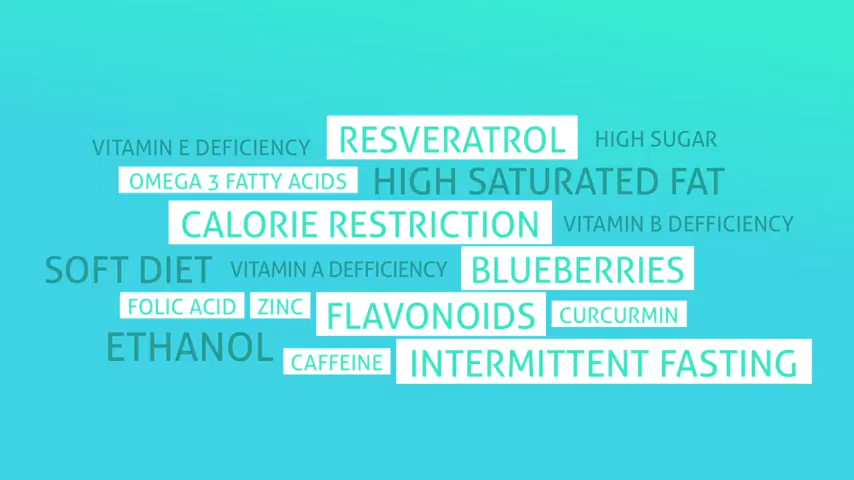 VITAMIN E DEFICIENCY RESVERATROL HIGH SUGAR
OMEGA 3 FATTY ACIDS HIGH SATURATED FAT
CALORIE RESTRICTION VITAMIN B DEFFICIENCY
SOFT DIET VITAMIN A DEFFICIENCY BLUEBERRIES
FOLIC ACID ZINC FLAVONOIDS CURCURMIN
ETHANOL CAFFEINE INTERMITTENT FASTING